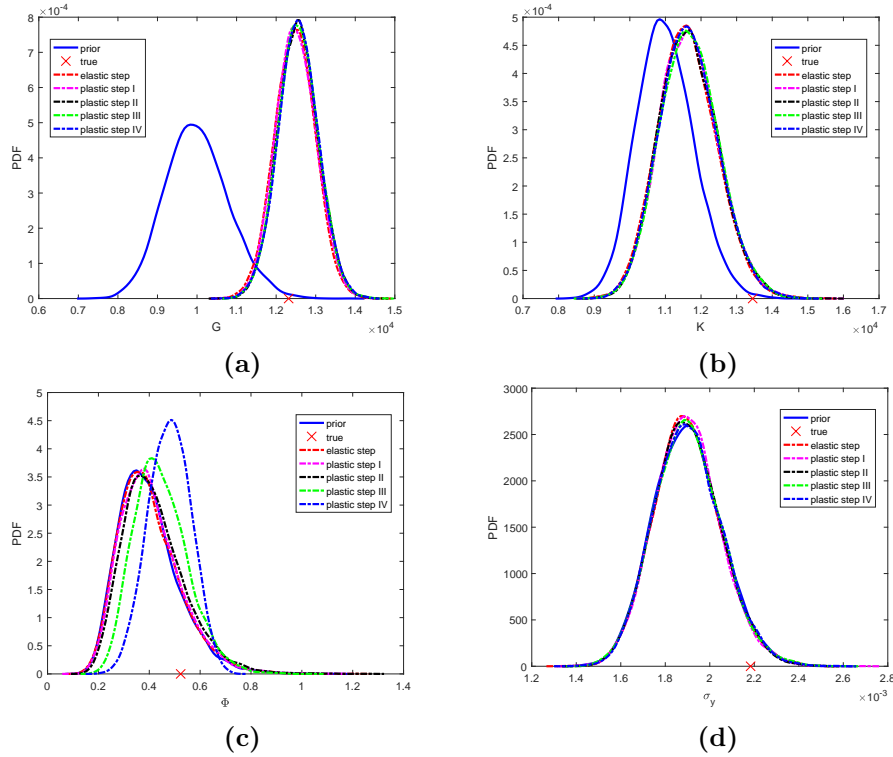 ×10⁻⁴
8
7
6
5
4
3
2
1
0
PDF
prior
true
elastic step
plastic step I
plastic step II
plastic step III
plastic step IV
0.6 0.7 0.8 0.9 1 1.1 1.2 1.3 1.4 1.5
G
×10⁴
(a)
×10⁻⁴
5
4.5
4
3.5
3
2.5
2
1.5
1
0.5
0
PDF
prior
true
elastic step
plastic step I
plastic step II
plastic step III
plastic step IV
0.7 0.8 0.9 1 1.1 1.2 1.3 1.4 1.5 1.6 1.7
K
×10⁴
(b)
5
4.5
4
3.5
3
2.5
2
1.5
1
0.5
0
PDF
prior
true
elastic step
plastic step I
plastic step II
plastic step III
plastic step IV
0 0.2 0.4 0.6 0.8 1 1.2 1.4
Φ
(c)
3000
2500
2000
1500
1000
500
0
PDF
prior
true
elastic step
plastic step I
plastic step II
plastic step III
plastic step IV
1.2 1.4 1.6 1.8 2 2.2 2.4 2.6 2.8
σ_y
×10⁻³
(d)